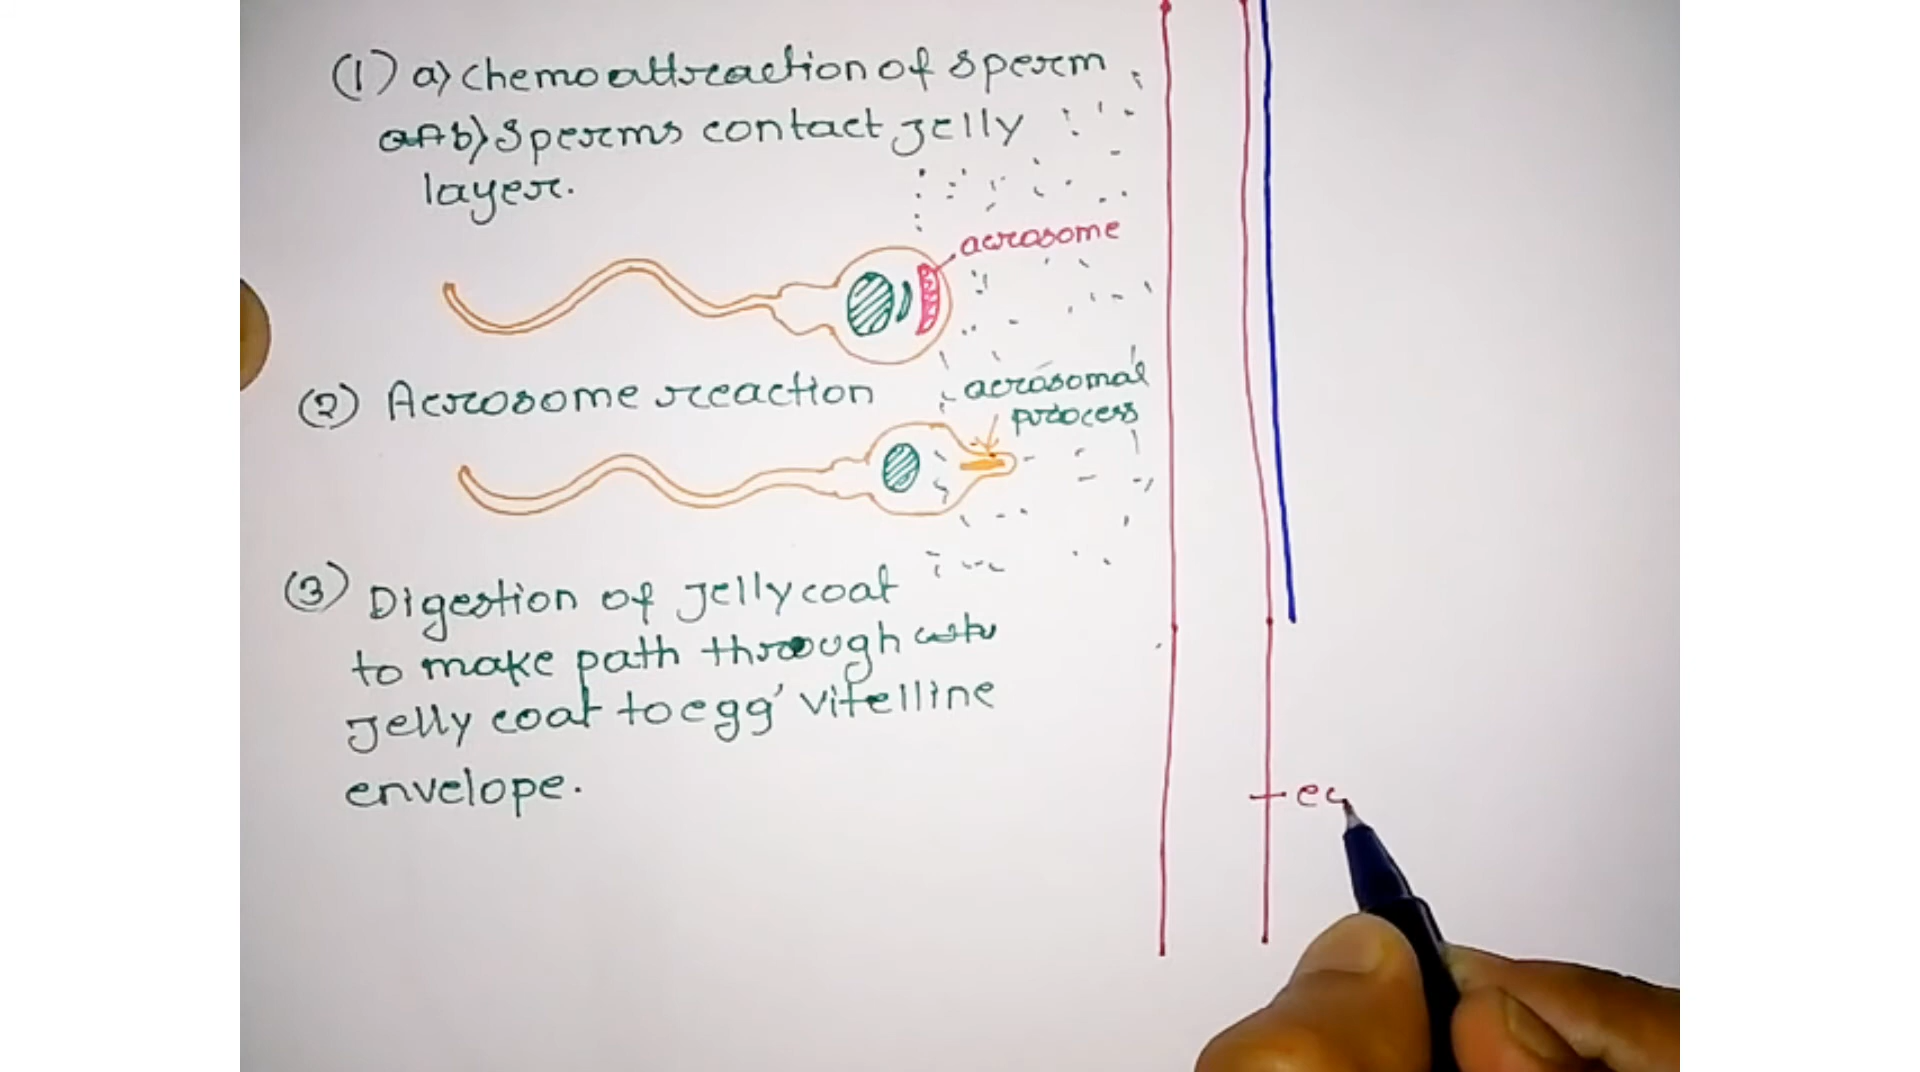 (1) a) Chemoattraction of sperm
b) Sperms contact Jelly
layer.
acrosome
(2) Acrosome reaction
acrosomal
process
(3) Digestion of Jelly coat
to make path through
Jelly coat to egg' vitelline
envelope.
eg